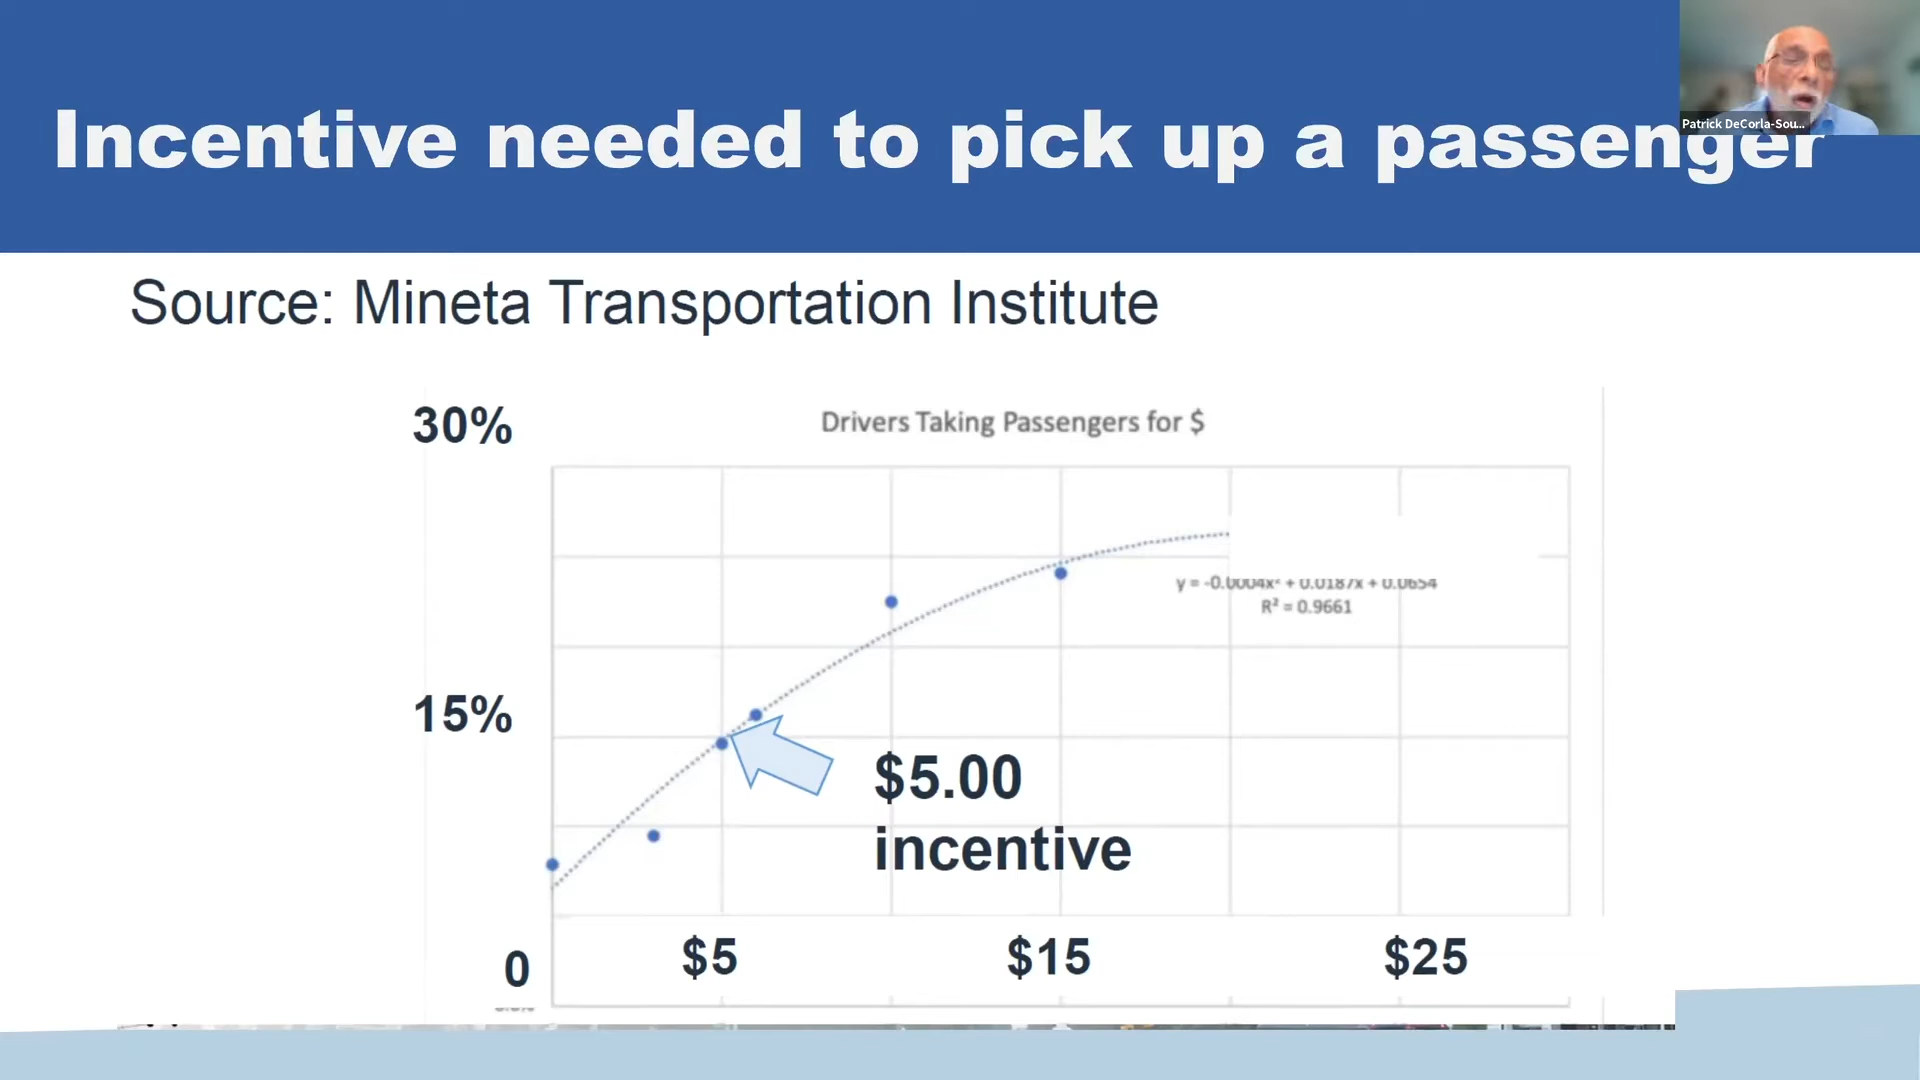 Incentive needed to pick up a passenger
Patrick DeCorla-Sou...
Source: Mineta Transportation Institute
30%
Drivers Taking Passengers for $
y = -0.0004x² + 0.0187x + 0.0654
R² = 0.9661
15%
$5.00
incentive
0
$5
$15
$25